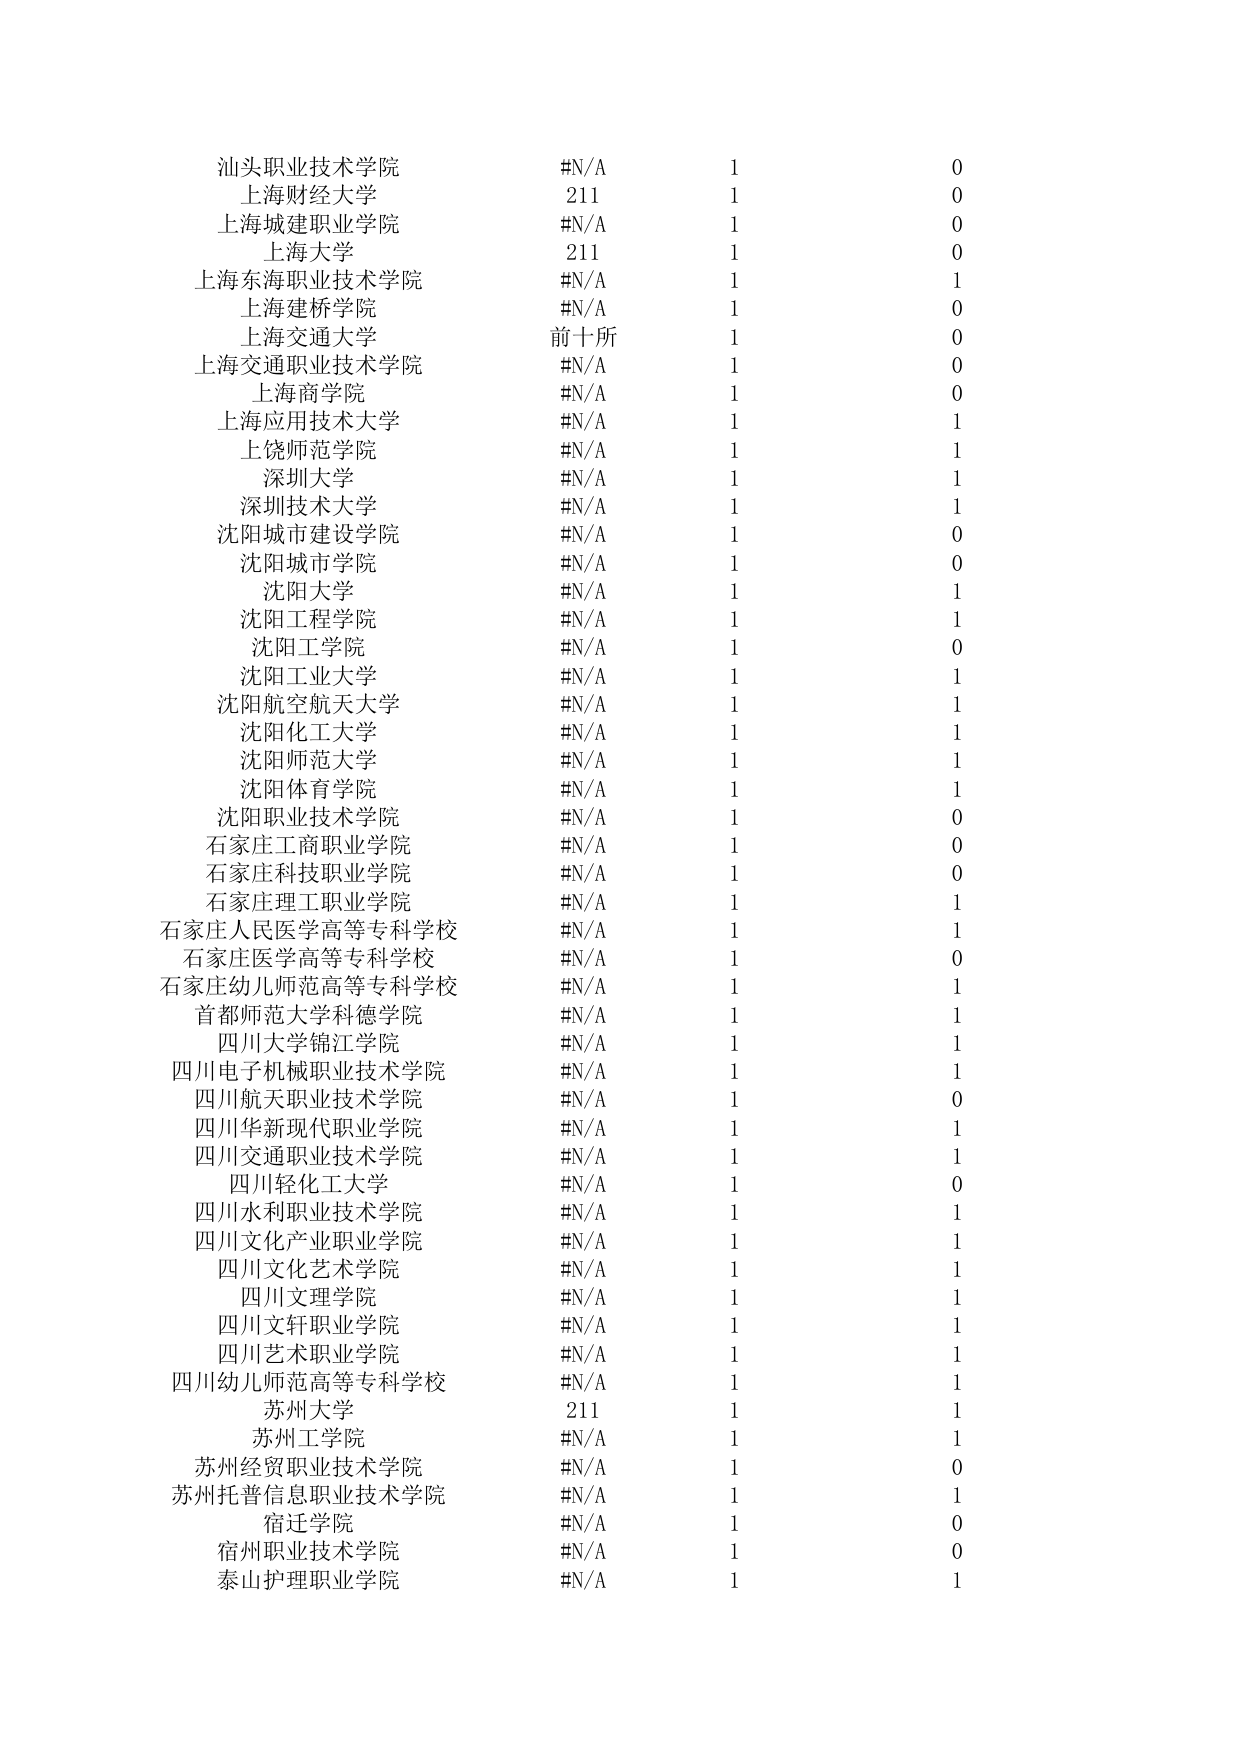 汕头职业技术学院 #N/A 1 0
上海财经大学 211 1 0
上海城建职业学院 #N/A 1 0
上海大学 211 1 0
上海东海职业技术学院 #N/A 1 1
上海建桥学院 #N/A 1 0
上海交通大学 前十所 1 0
上海交通职业技术学院 #N/A 1 0
上海商学院 #N/A 1 0
上海应用技术大学 #N/A 1 1
上饶师范学院 #N/A 1 1
深圳大学 #N/A 1 1
深圳技术大学 #N/A 1 1
沈阳城市建设学院 #N/A 1 0
沈阳城市学院 #N/A 1 0
沈阳大学 #N/A 1 1
沈阳工程学院 #N/A 1 1
沈阳工学院 #N/A 1 0
沈阳工业大学 #N/A 1 1
沈阳航空航天大学 #N/A 1 1
沈阳化工大学 #N/A 1 1
沈阳师范大学 #N/A 1 1
沈阳体育学院 #N/A 1 1
沈阳职业技术学院 #N/A 1 0
石家庄工商职业学院 #N/A 1 0
石家庄科技职业学院 #N/A 1 0
石家庄理工职业学院 #N/A 1 1
石家庄人民医学高等专科学校 #N/A 1 1
石家庄医学高等专科学校 #N/A 1 0
石家庄幼儿师范高等专科学校 #N/A 1 1
首都师范大学科德学院 #N/A 1 1
四川大学锦江学院 #N/A 1 1
四川电子机械职业技术学院 #N/A 1 1
四川航天职业技术学院 #N/A 1 0
四川华新现代职业学院 #N/A 1 1
四川交通职业技术学院 #N/A 1 1
四川轻化工大学 #N/A 1 0
四川水利职业技术学院 #N/A 1 1
四川文化产业职业学院 #N/A 1 1
四川文化艺术学院 #N/A 1 1
四川文理学院 #N/A 1 1
四川文轩职业学院 #N/A 1 1
四川艺术职业学院 #N/A 1 1
四川幼儿师范高等专科学校 #N/A 1 1
苏州大学 211 1 1
苏州工学院 #N/A 1 1
苏州经贸职业技术学院 #N/A 1 0
苏州托普信息职业技术学院 #N/A 1 1
宿迁学院 #N/A 1 0
宿州职业技术学院 #N/A 1 0
泰山护理职业学院 #N/A 1 1